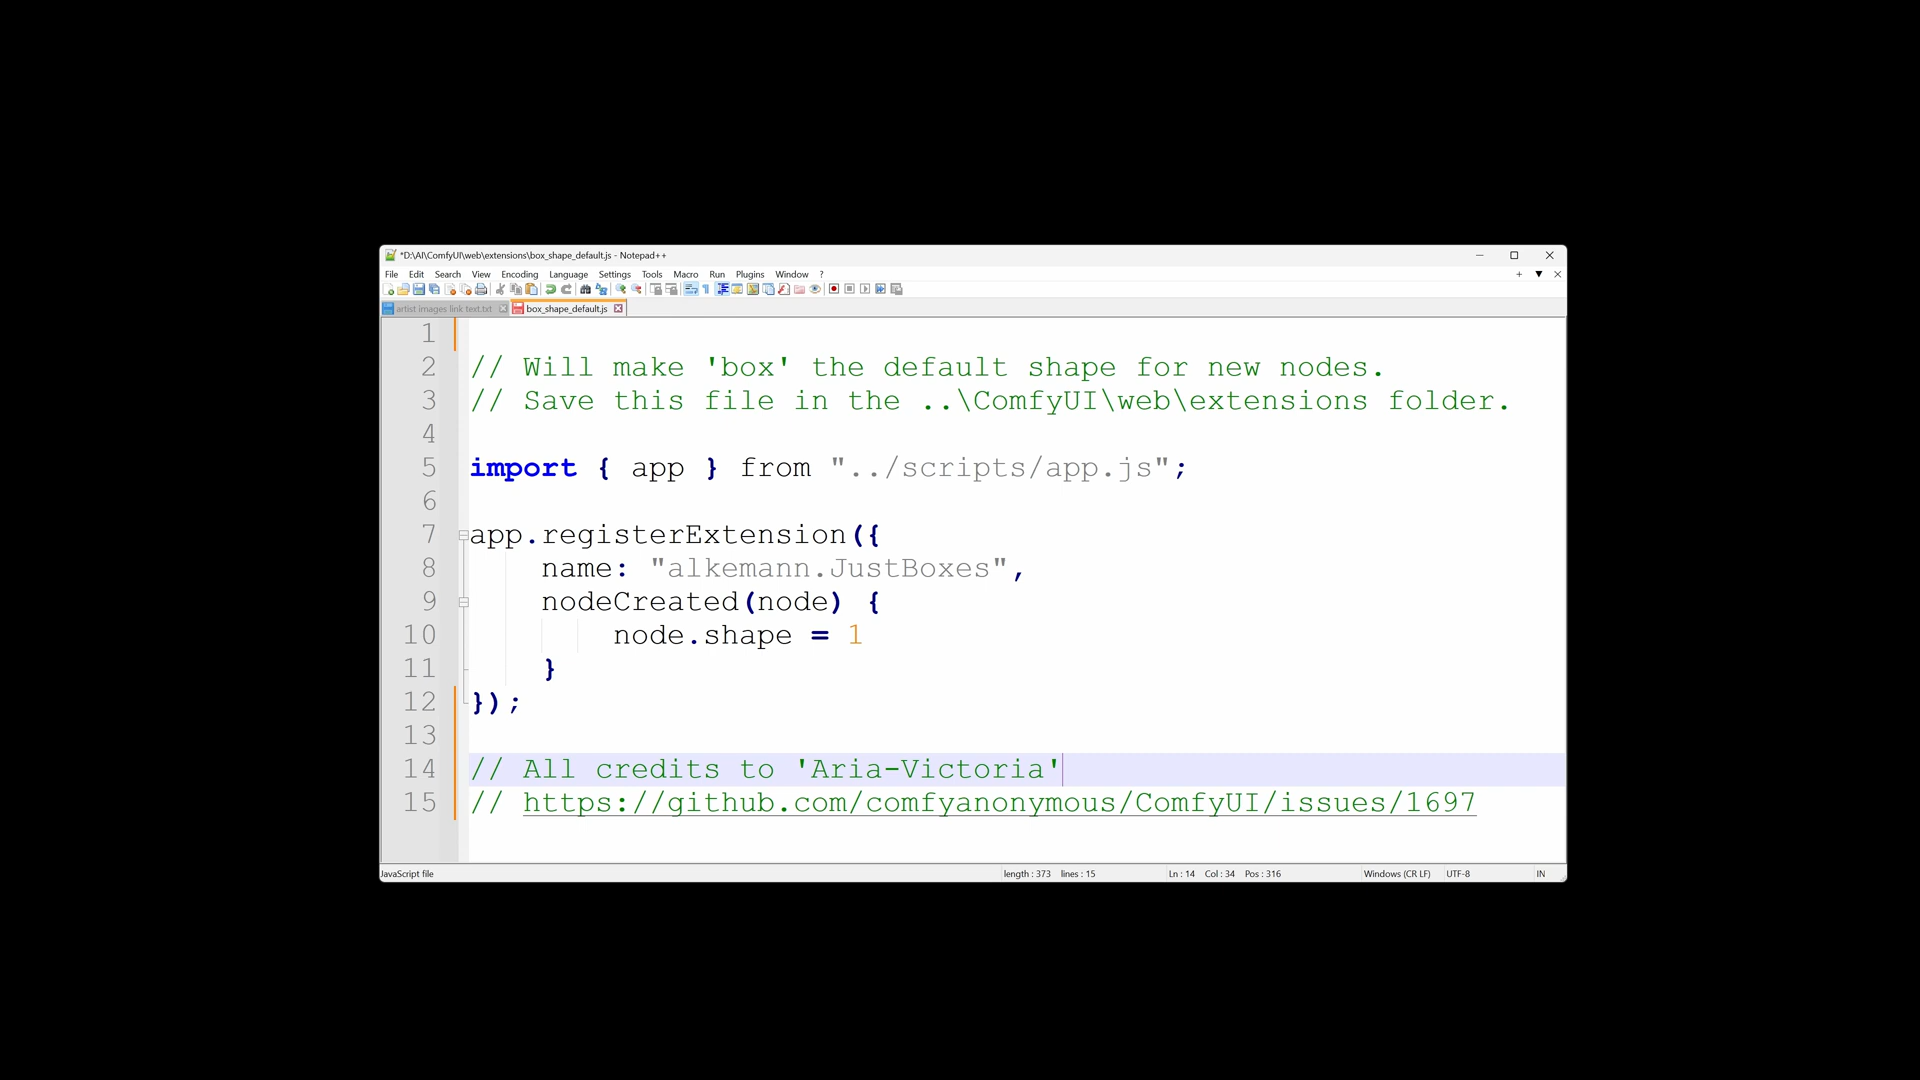 *D:\AI\ComfyUI\web\extensions\box_shape_default.js - Notepad++
File Edit Search View Encoding Language Settings Tools Macro Run Plugins Window ?
artist images link text.txt box_shape_default.js
1
2 // Will make 'box' the default shape for new nodes.
3 // Save this file in the ..\ComfyUI\web\extensions folder.
4
5 import { app } from "../scripts/app.js";
6
7 app.registerExtension({
8 name: "alkemann.JustBoxes",
9 nodeCreated(node) {
10 node.shape = 1
11 }
12 });
13
14 // All credits to 'Aria-Victoria'
15 // https://github.com/comfyanonymous/ComfyUI/issues/1697
JavaScript file length : 373 lines : 15 Ln : 14 Col : 34 Pos : 316 Windows (CR LF) UTF-8 IN